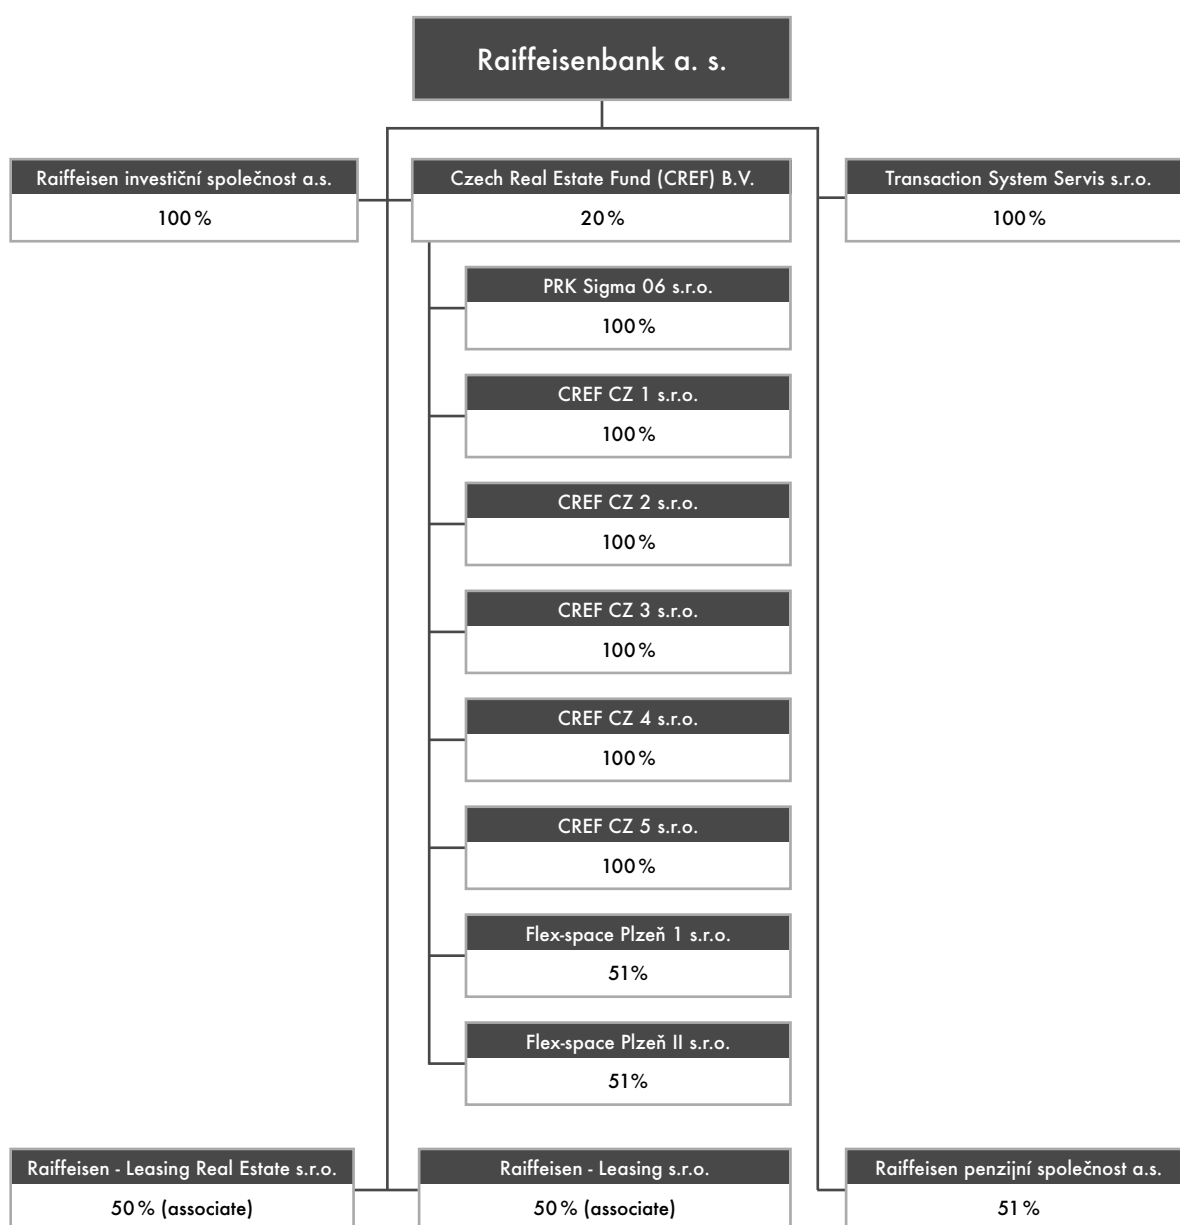 Raiffeisenbank a. s.
Raiffeisen investiční společnost a.s.
100 %
Czech Real Estate Fund (CREF) B.V.
20 %
Transaction System Servis s.r.o.
100 %
PRK Sigma 06 s.r.o.
100 %
CREF CZ 1 s.r.o.
100 %
CREF CZ 2 s.r.o.
100 %
CREF CZ 3 s.r.o.
100 %
CREF CZ 4 s.r.o.
100 %
CREF CZ 5 s.r.o.
100 %
Flex-space Plzeň 1 s.r.o.
51%
Flex-space Plzeň II s.r.o.
51%
Raiffeisen - Leasing Real Estate s.r.o.
50 % (associate)
Raiffeisen - Leasing s.r.o.
50 % (associate)
Raiffeisen penzijní společnost a.s.
51 %